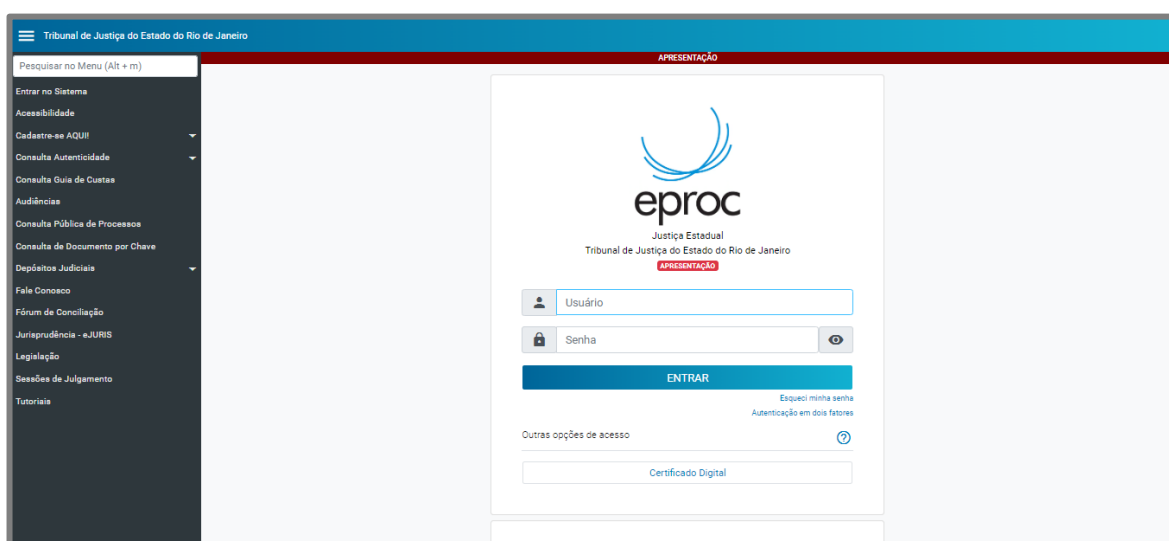 Tribunal de Justiça do Estado do Rio de Janeiro
APRESENTAÇÃO
Pesquisar no Menu (Alt + m)
Entrar no Sistema
Acessibilidade
Cadastre-se AQUI!
Consulta Autenticidade
Consulta Guia de Custas
Audiências
Consulta Pública de Processos
Consulta de Documento por Chave
Depósitos Judiciais
Fale Conosco
Fórum de Conciliação
Jurisprudência - eJURIS
Legislação
Sessões de Julgamento
Tutoriais
eproc
Justiça Estadual
Tribunal de Justiça do Estado do Rio de Janeiro
APRESENTAÇÃO
Usuário
Senha
ENTRAR
Esqueci minha senha
Autenticação em dois fatores
Outras opções de acesso
Certificado Digital